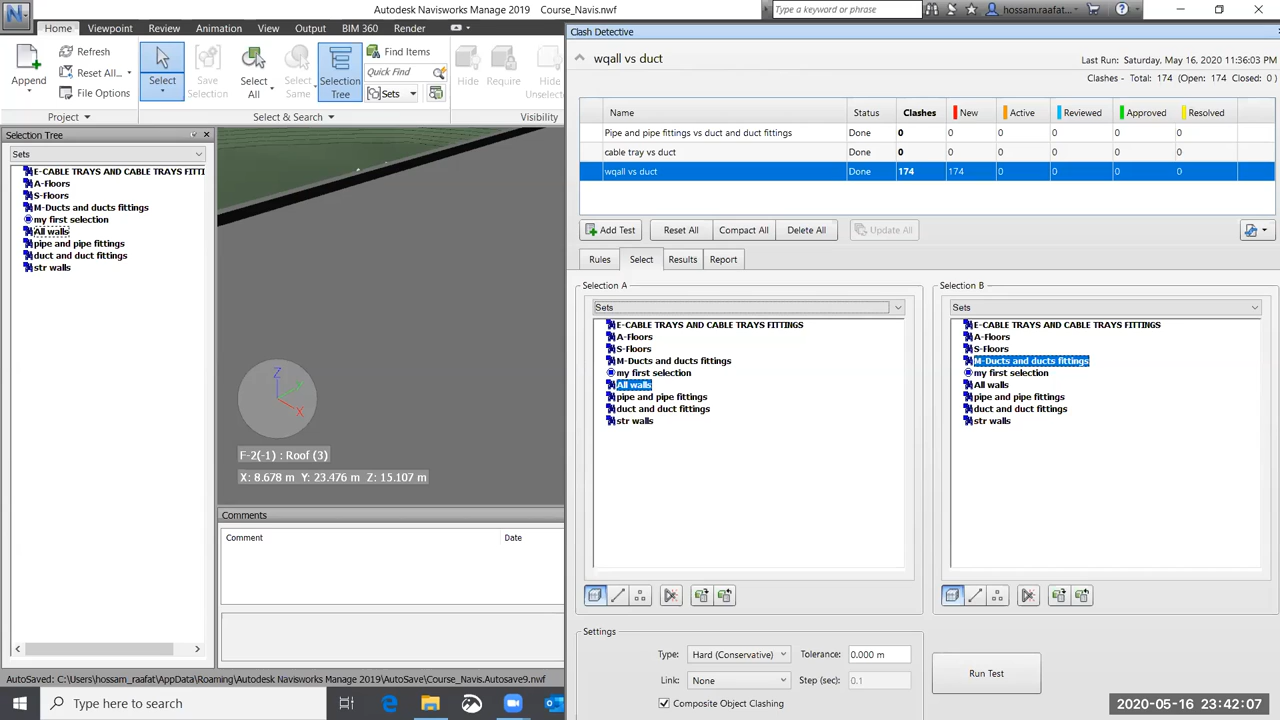 Autodesk Navisworks Manage 2019 Course_Navis.nwf
Type a keyword or phrase
hossam.raafat...
Home Viewpoint Review Animation View Output BIM 360 Render
Append
Refresh
Reset All...
File Options
Project
Select
Save Selection
Select All
Select Same
Selection Tree
Find Items
Quick Find
Sets
Select & Search
Hide
Require
Hide Unselected
Visibility
Selection Tree
Sets
E-CABLE TRAYS AND CABLE TRAYS FITTI
A-Floors
S-Floors
M-Ducts and ducts fittings
my first selection
All walls
pipe and pipe fittings
duct and duct fittings
str walls
Z
X
F-2(-1) : Roof (3)
X: 8.678 m Y: 23.476 m Z: 15.107 m
Comments
Comment Date
Clash Detective
wqall vs duct
Last Run: Saturday, May 16, 2020 11:36:03 PM
Clashes - Total: 174 (Open: 174 Closed: 0)
Name Status Clashes New Active Reviewed Approved Resolved
Pipe and pipe fittings vs duct and duct fittings Done 0 0 0 0 0 0
cable tray vs duct Done 0 0 0 0 0 0
wqall vs duct Done 174 174 0 0 0 0
Add Test Reset All Compact All Delete All Update All
Rules Select Results Report
Selection A
Sets
E-CABLE TRAYS AND CABLE TRAYS FITTINGS
A-Floors
S-Floors
M-Ducts and ducts fittings
my first selection
All walls
pipe and pipe fittings
duct and duct fittings
str walls
Selection B
Sets
E-CABLE TRAYS AND CABLE TRAYS FITTINGS
A-Floors
S-Floors
M-Ducts and ducts fittings
my first selection
All walls
pipe and pipe fittings
duct and duct fittings
str walls
Settings
Type: Hard (Conservative) Tolerance: 0.000 m
Link: None Step (sec): 0.1
Composite Object Clashing
Run Test
AutoSaved: C:\Users\hossam_raafat\AppData\Roaming\Autodesk Navisworks Manage 2019\AutoSave\Course_Navis.Autosave9.nwf
Type here to search
2020-05-16 23:42:07